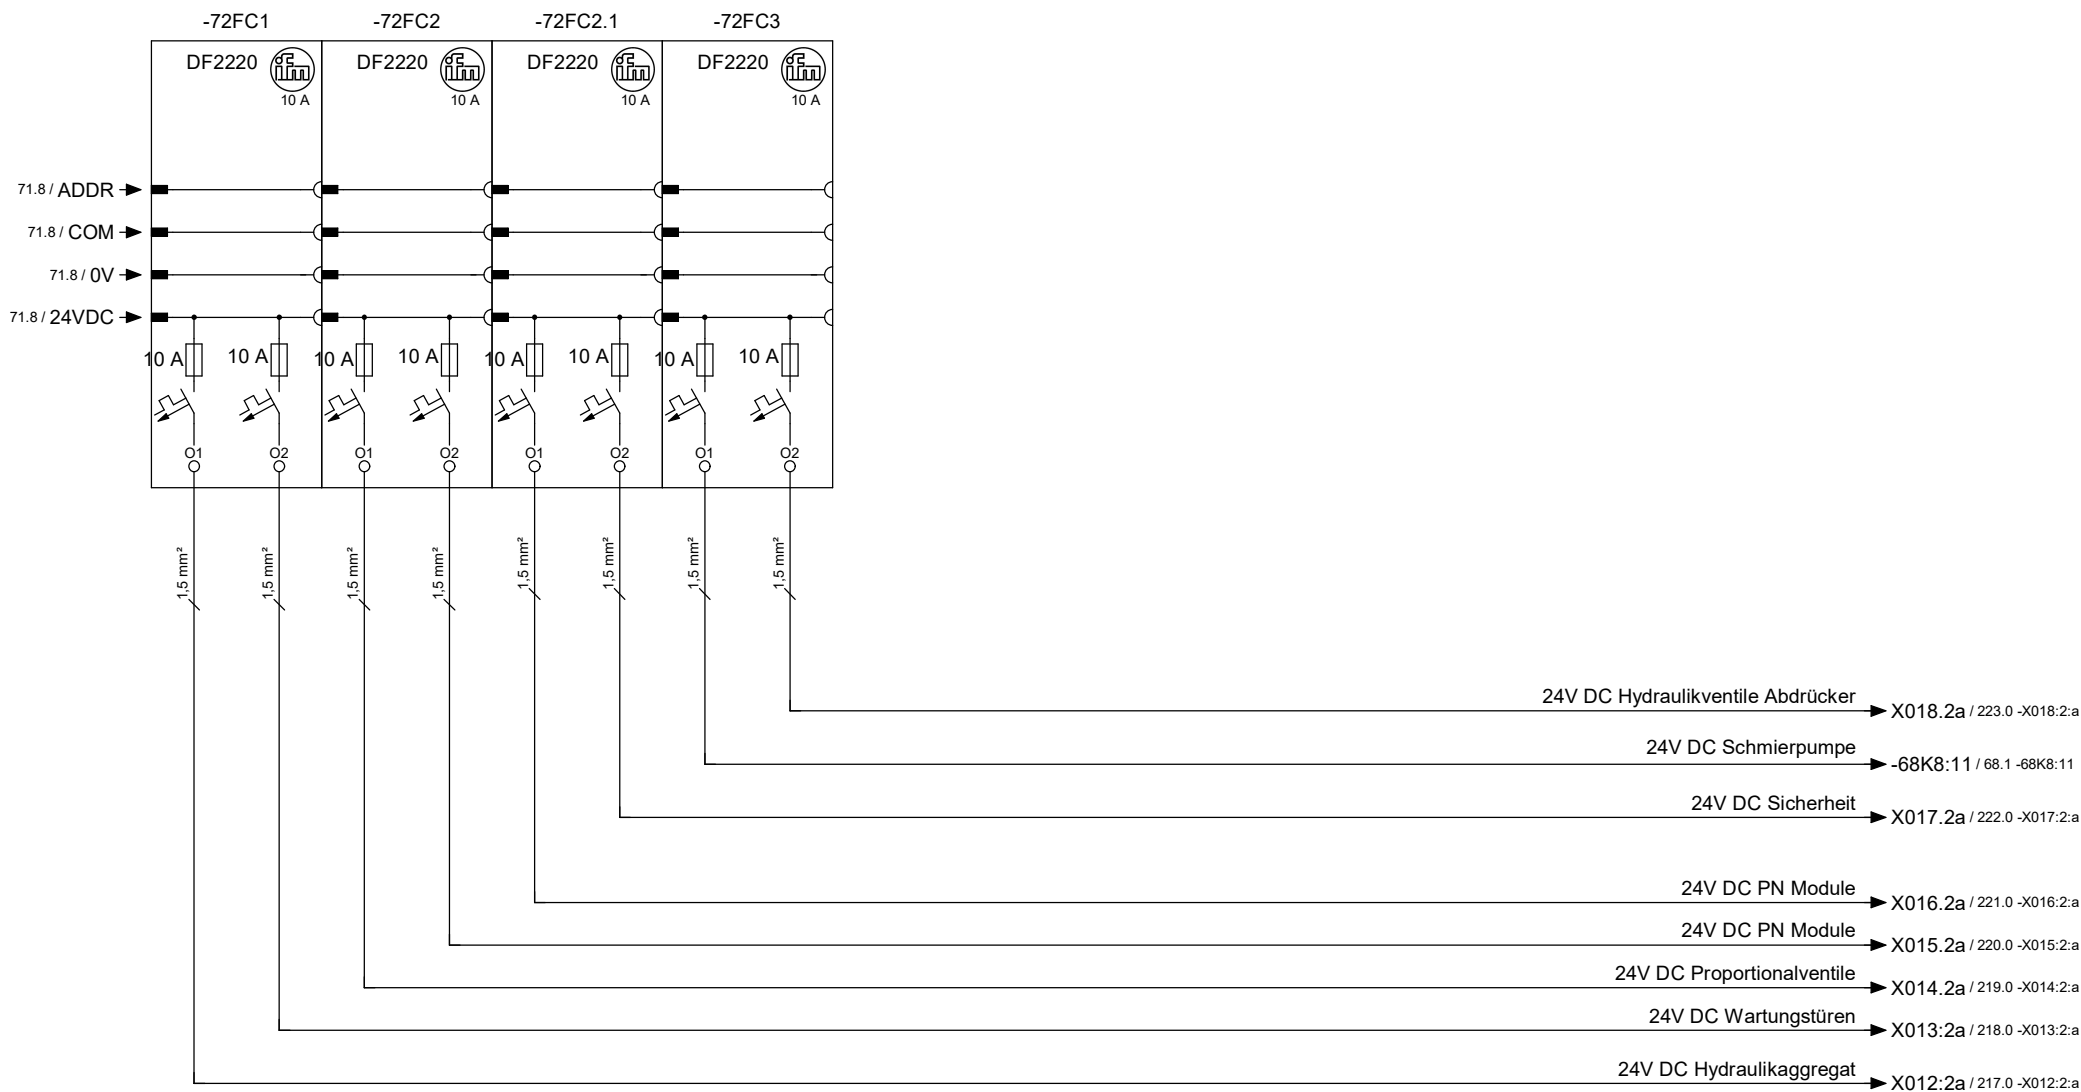 -72FC1 -72FC2 -72FC2.1 -72FC3
DF2220 ifm DF2220 ifm DF2220 ifm DF2220 ifm
10 A 10 A 10 A 10 A
71.8 / ADDR
71.8 / COM
71.8 / 0V
71.8 / 24VDC
10 A 10 A 10 A 10 A 10 A 10 A 10 A 10 A
O1 O2 O1 O2 O1 O2 O1 O2
1,5 mm² 1,5 mm² 1,5 mm² 1,5 mm² 1,5 mm² 1,5 mm² 1,5 mm² 1,5 mm²
24V DC Hydraulikventile Abdrücker X018.2a / 223.0 -X018:2:a
24V DC Schmierpumpe -68K8:11 / 68.1 -68K8:11
24V DC Sicherheit X017.2a / 222.0 -X017:2:a
24V DC PN Module X016.2a / 221.0 -X016:2:a
24V DC PN Module X015.2a / 220.0 -X015:2:a
24V DC Proportionalventile X014.2a / 219.0 -X014:2:a
24V DC Wartungstüren X013:2a / 218.0 -X013:2:a
24V DC Hydraulikaggregat X012:2a / 217.0 -X012:2:a